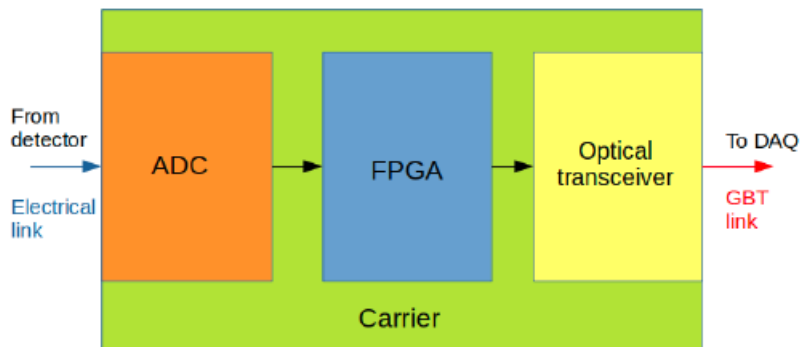 From
detector
Electrical
link
ADC
FPGA
Optical
transceiver
To DAQ
GBT
link
Carrier